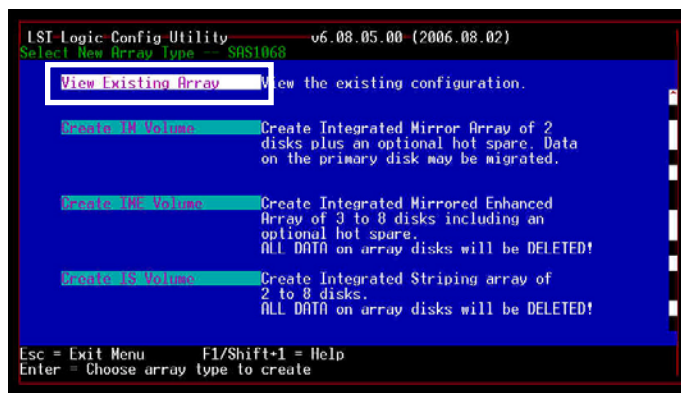 LSI Logic Config Utility v6.08.05.00 (2006.08.02)
Select New Array Type -- SAS1068
View Existing Array View the existing configuration.
Create IM Volume Create Integrated Mirror Array of 2
disks plus an optional hot spare. Data
on the primary disk may be migrated.
Create IME Volume Create Integrated Mirrored Enhanced
Array of 3 to 8 disks including an
optional hot spare.
ALL DATA on array disks will be DELETED!
Create IS Volume Create Integrated Striping array of
2 to 8 disks.
ALL DATA on array disks will be DELETED!
Esc = Exit Menu F1/Shift+1 = Help
Enter = Choose array type to create